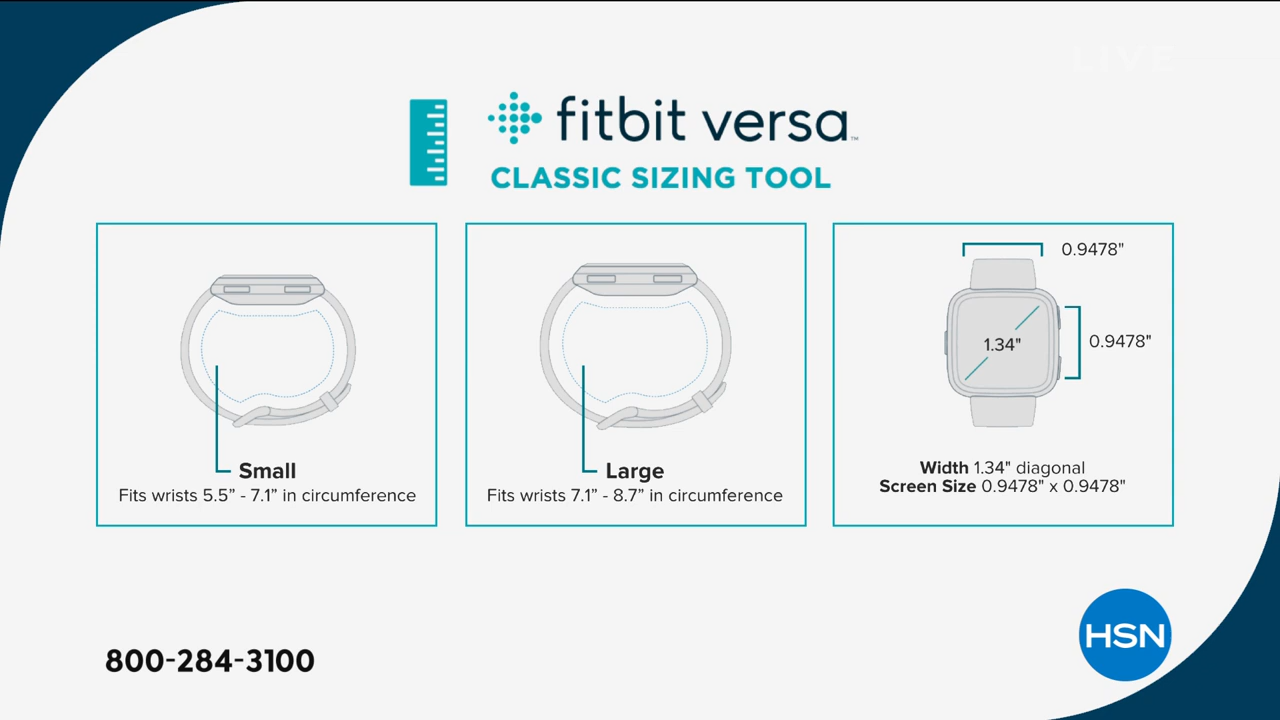 LIVE
fitbit versa™
CLASSIC SIZING TOOL
Small
Fits wrists 5.5” - 7.1” in circumference
Large
Fits wrists 7.1” - 8.7” in circumference
0.9478"
1.34"
0.9478"
Width 1.34" diagonal
Screen Size 0.9478" x 0.9478"
800-284-3100
HSN